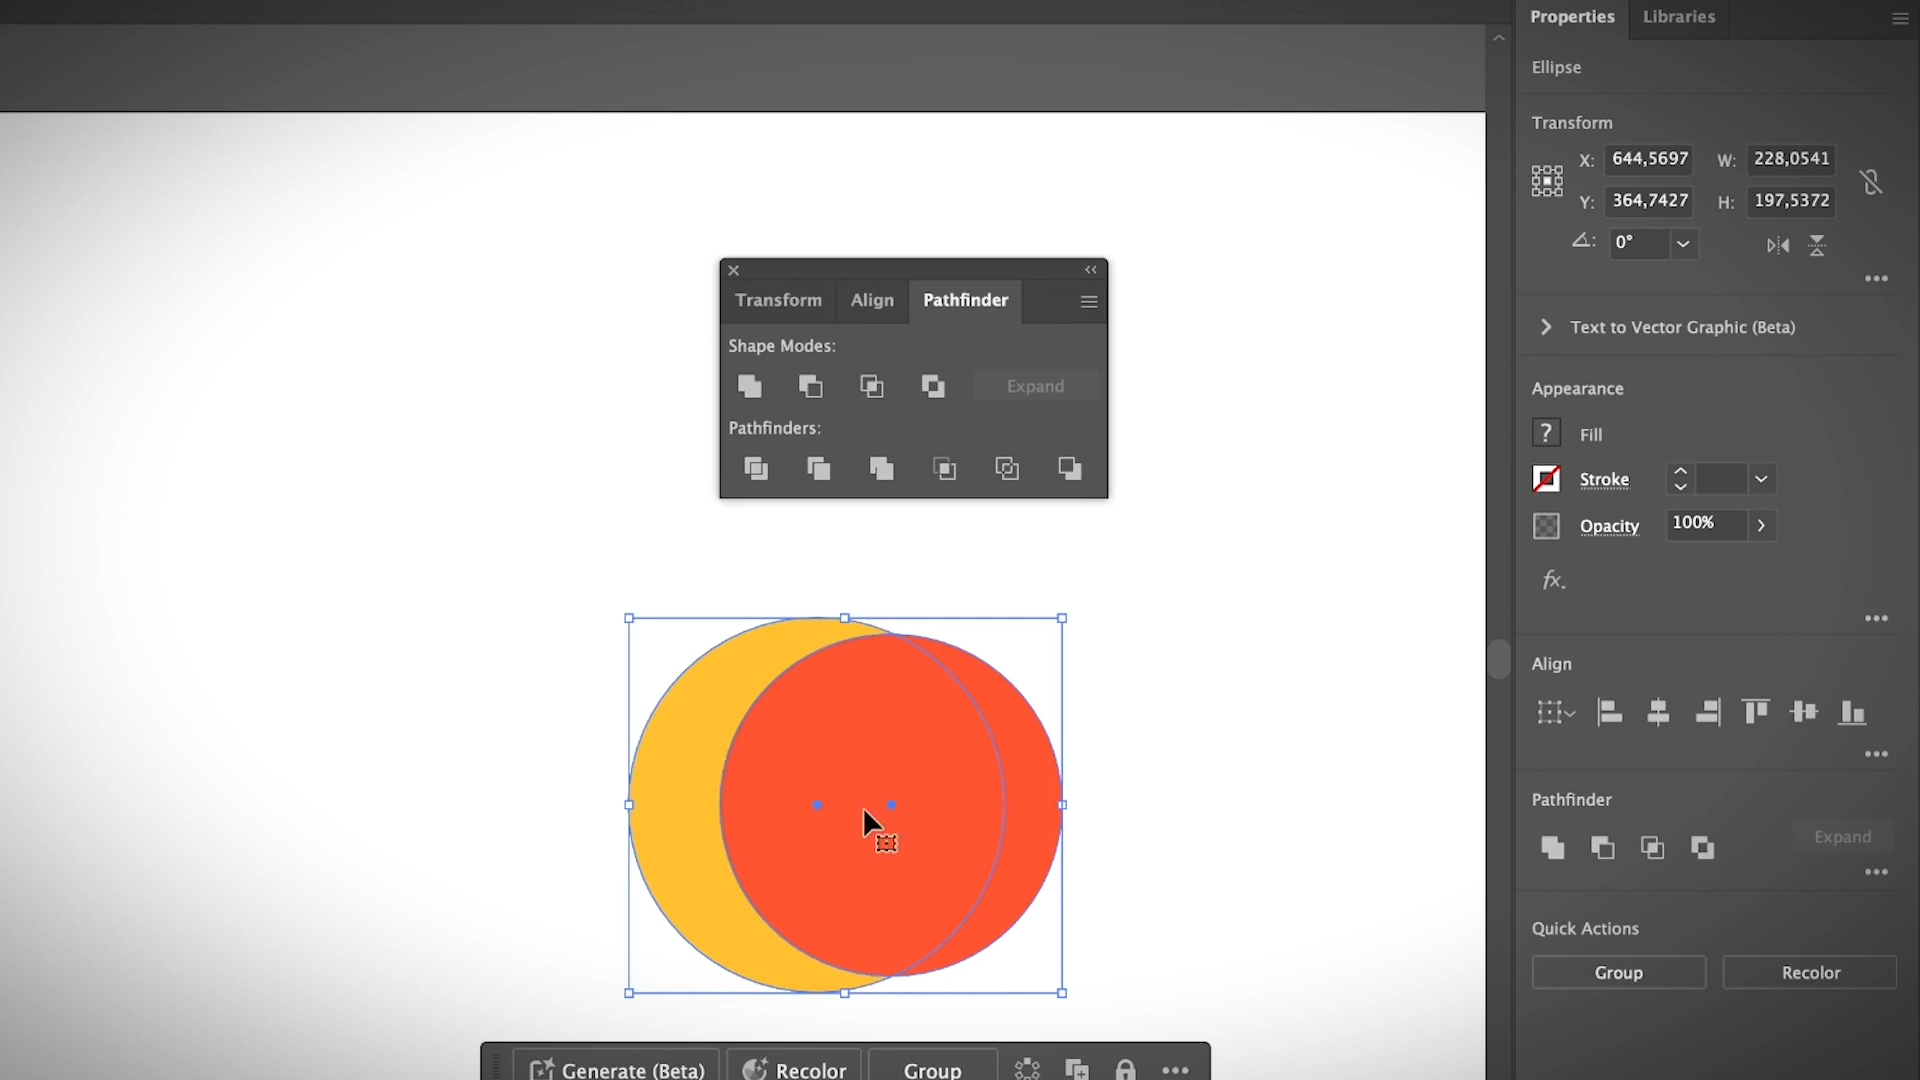 Properties
Libraries
Ellipse
Transform
X: 644,5697 W: 228,0541
Y: 364,7427 H: 197,5372
0°
Text to Vector Graphic (Beta)
Appearance
? Fill
Stroke
Opacity 100%
fx.
Align
Pathfinder
Expand
Quick Actions
Group
Recolor
Transform
Align
Pathfinder
Shape Modes:
Expand
Pathfinders:
Generate (Beta)
Recolor
Group